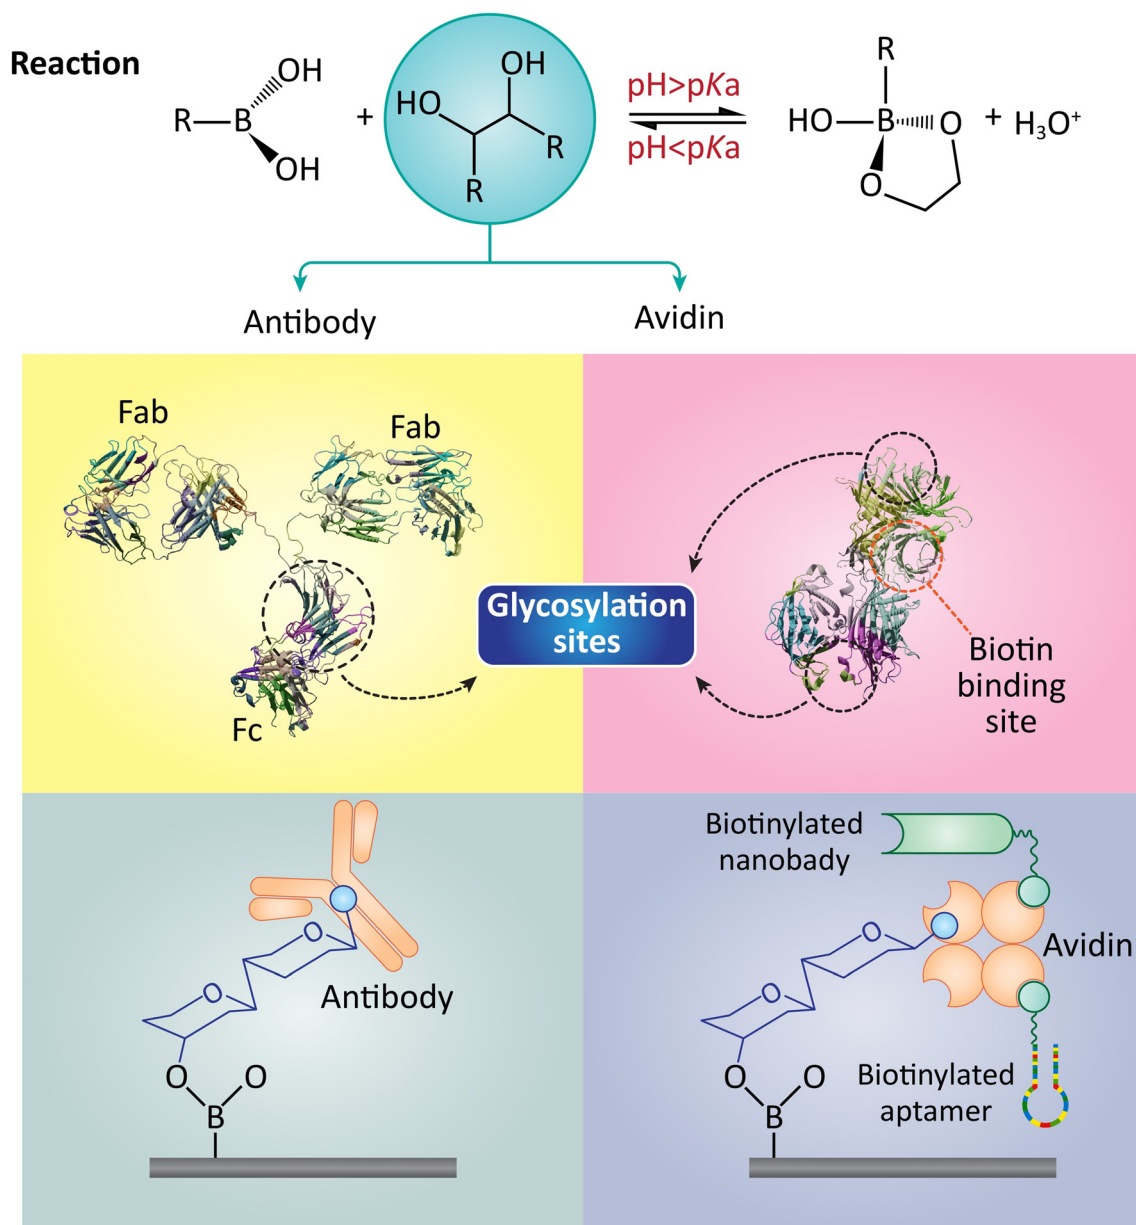 Reaction
R
B
OH
OH
+
HO
OH
R
R
pH>pKa
pH<pKa
R
HO
B
O
O
+ H₃O⁺
Antibody
Avidin
Fab
Fab
Fc
Glycosylation
sites
Biotin
binding
site
O
O
Antibody
O
O
B
Biotinylated
nanobady
O
O
Avidin
O
O
B
Biotinylated
aptamer